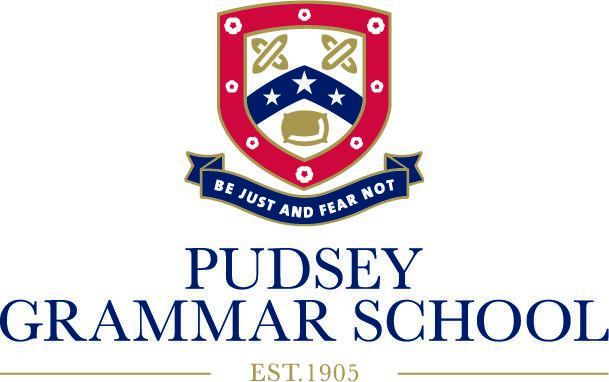 BE JUST AND FEAR NOT
PUDSEY
GRAMMAR SCHOOL
EST.1905